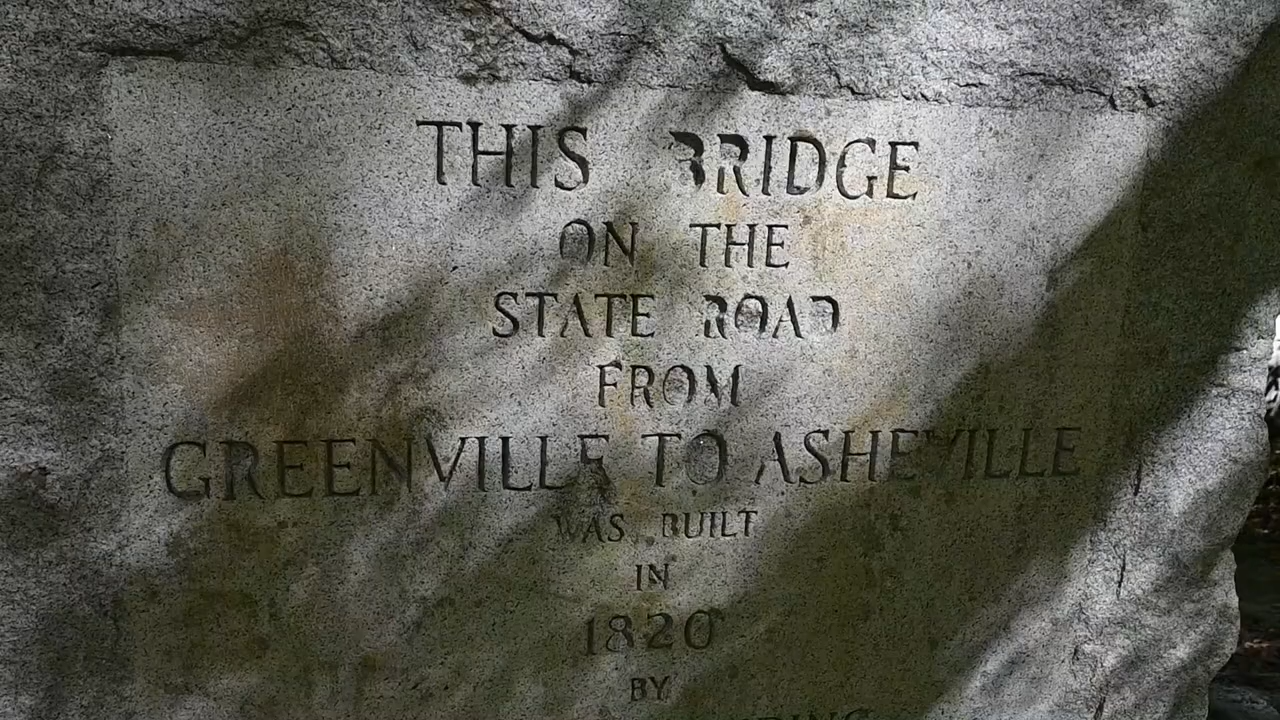 THIS BRIDGE
ON THE
STATE ROAD
FROM
GREENVILLE TO ASHEVILLE
WAS BUILT
IN
1820
BY